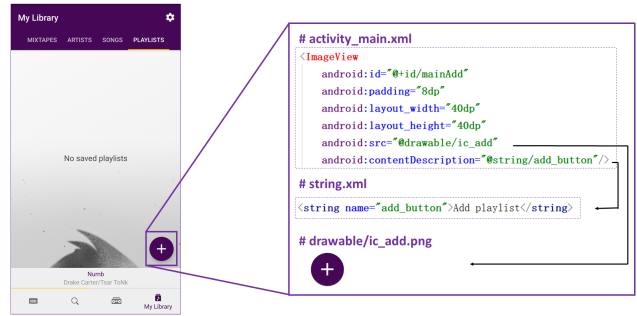 My Library
MIXTAPES ARTISTS SONGS PLAYLISTS
No saved playlists
Numb
Drake Carter/Tsar ToNk
My Library
# activity_main.xml
<ImageView
android:id="@+id/mainAdd"
android:padding="8dp"
android:layout_width="40dp"
android:layout_height="40dp"
android:src="@drawable/ic_add"
android:contentDescription="@string/add_button"/>
# string.xml
<string name="add_button">Add playlist</string>
# drawable/ic_add.png